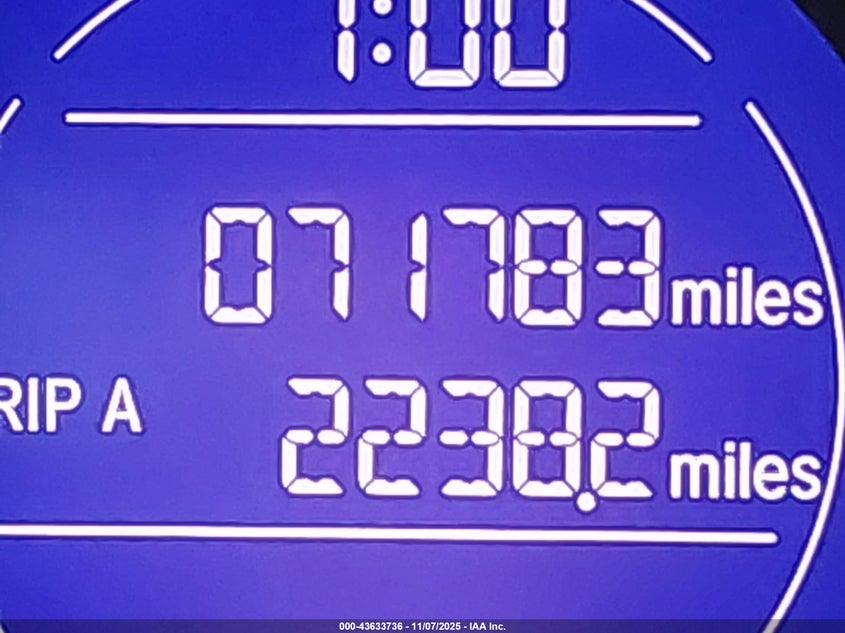 1:00
071783 miles
RIP A 2238.2 miles
000-43633736 - 11/07/2025 - IAA Inc.